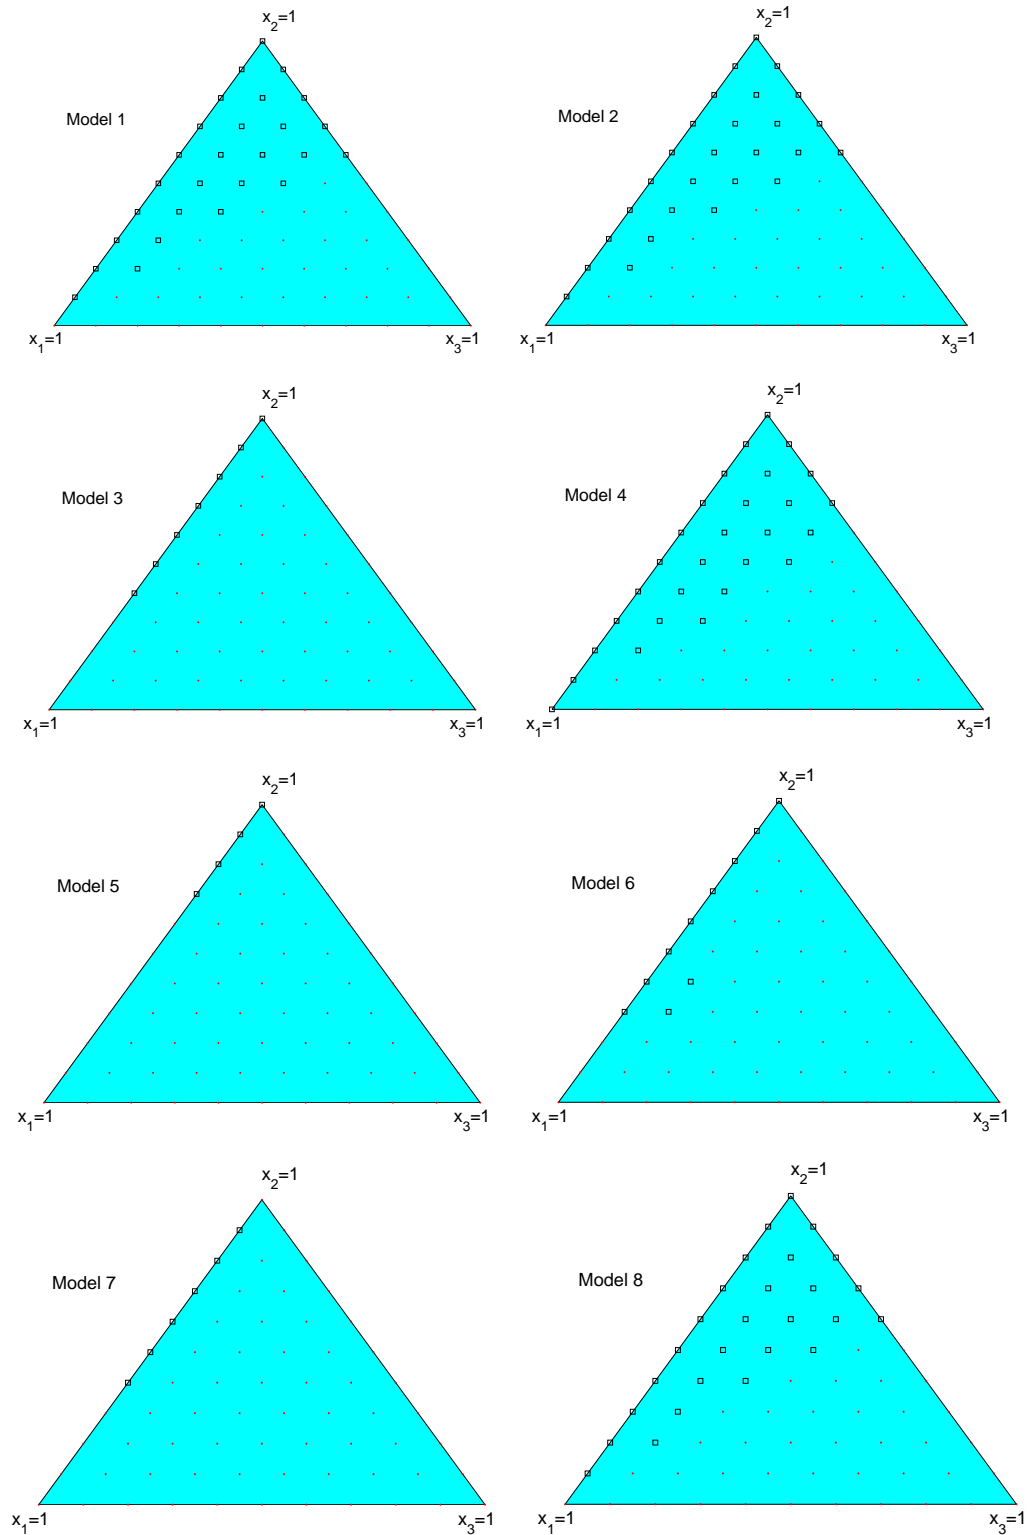 x2=1
Model 1
x1=1
x3=1
x2=1
Model 2
x1=1
x3=1
x2=1
Model 3
x1=1
x3=1
x2=1
Model 4
x1=1
x3=1
x2=1
Model 5
x1=1
x3=1
x2=1
Model 6
x1=1
x3=1
x2=1
Model 7
x1=1
x3=1
x2=1
Model 8
x1=1
x3=1